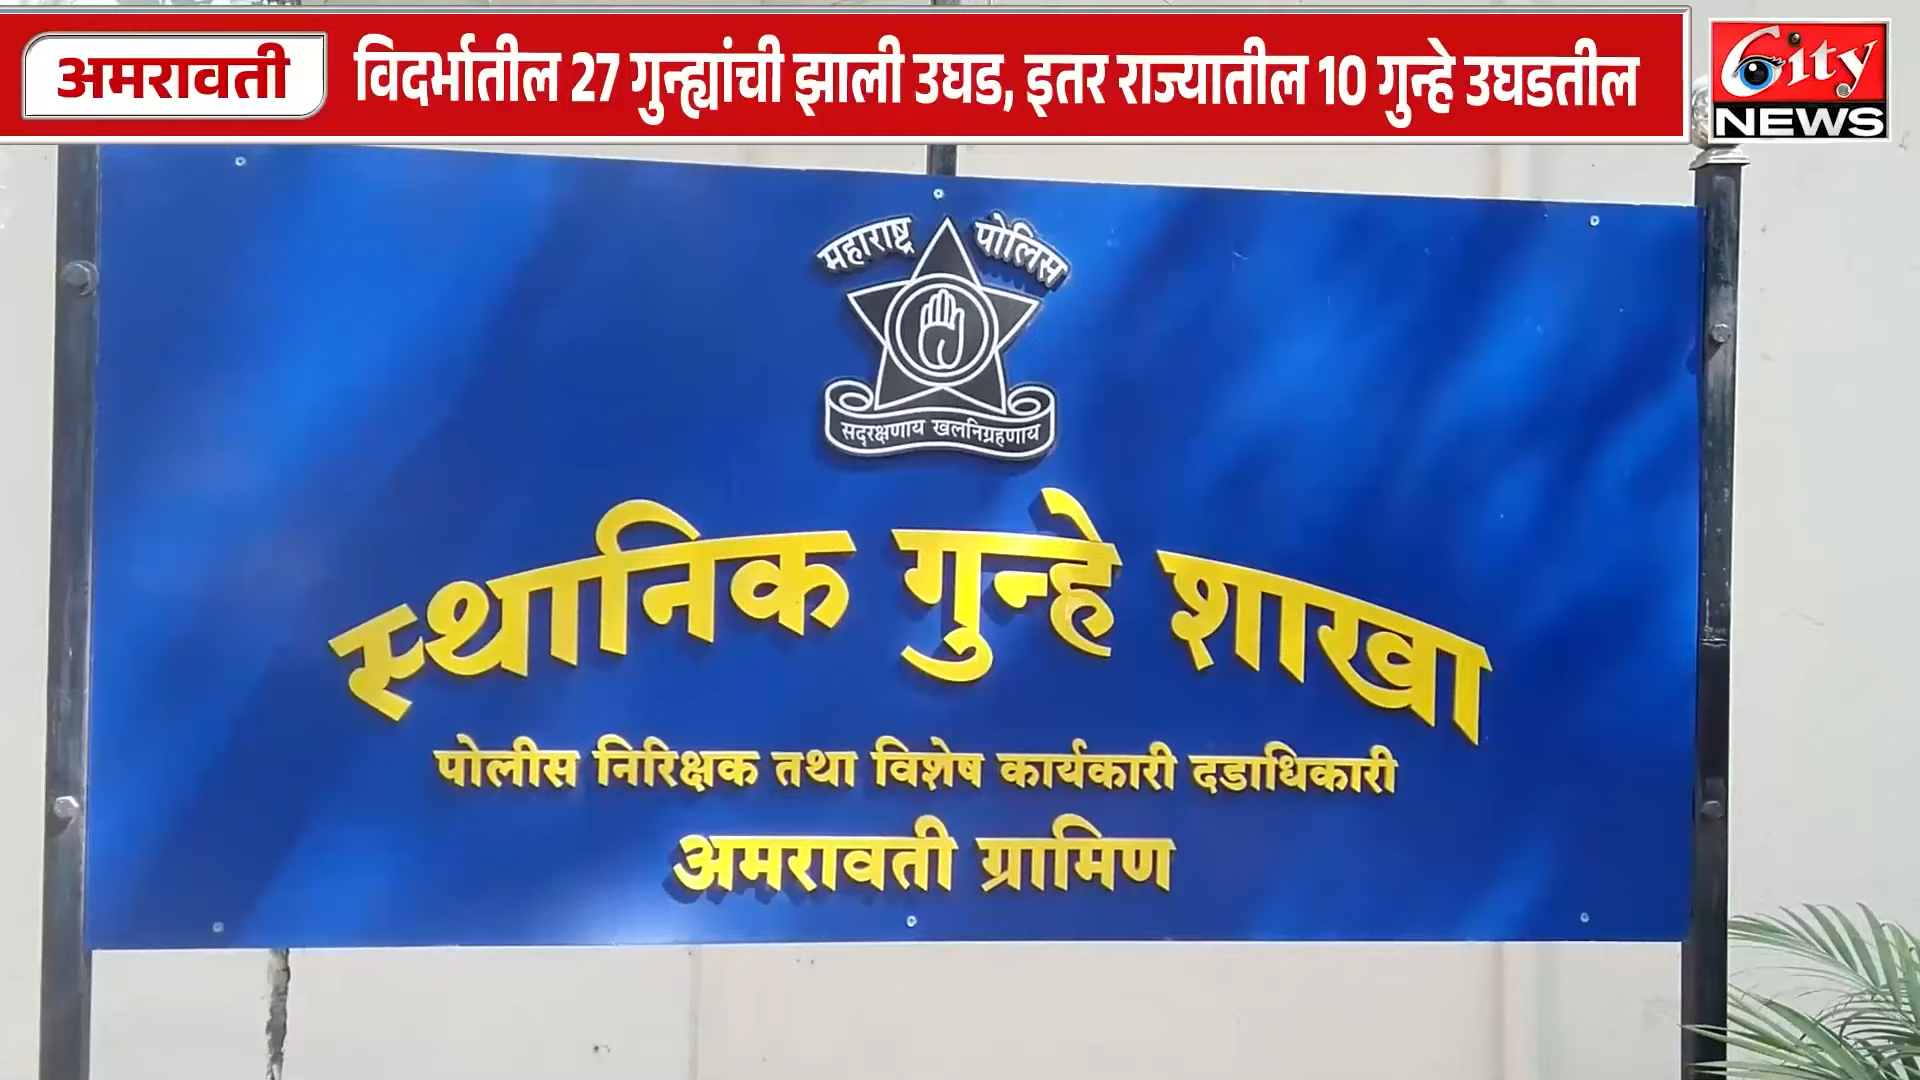 अमरावती विदर्भातील 27 गुन्ह्यांची झाली उघड, इतर राज्यातील 10 गुन्हे उघडतील
City
NEWS
महाराष्ट्र पोलिस
सद्‌रक्षणाय खलनिग्रहणाय
स्थानिक गुन्हे शाखा
पोलीस निरिक्षक तथा विशेष कार्यकारी दडाधिकारी
अमरावती ग्रामिण